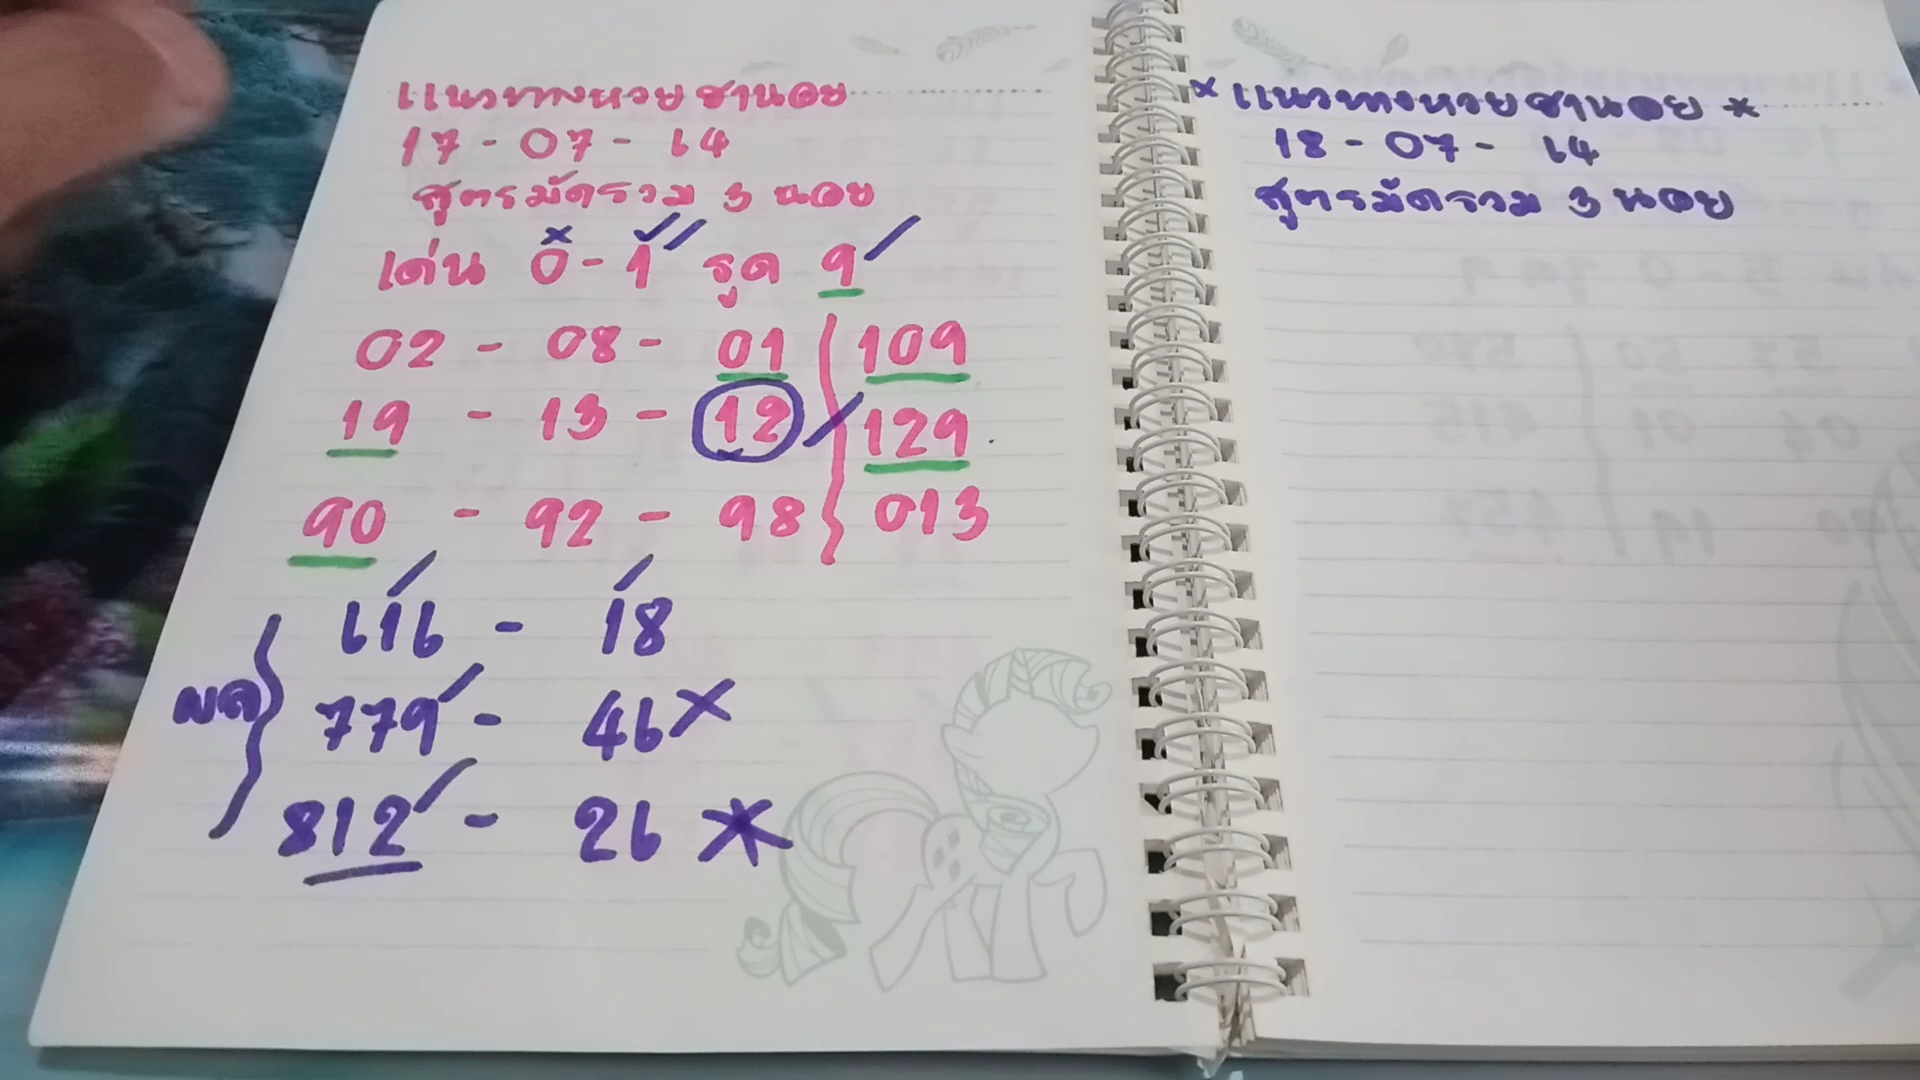 แนวทางหวยฮานอย
17-07-64
สูตรมัดรวม 3 นอย
เด่น 0-1 รูด 9
02 - 08 - 01 109
19 - 13 - 12 129
90 - 92 - 98 013
ผล
616 - 18
779 - 46
812 - 26
แนวทางหวยฮานอย
18-07-64
สูตรมัดรวม 3 นอย